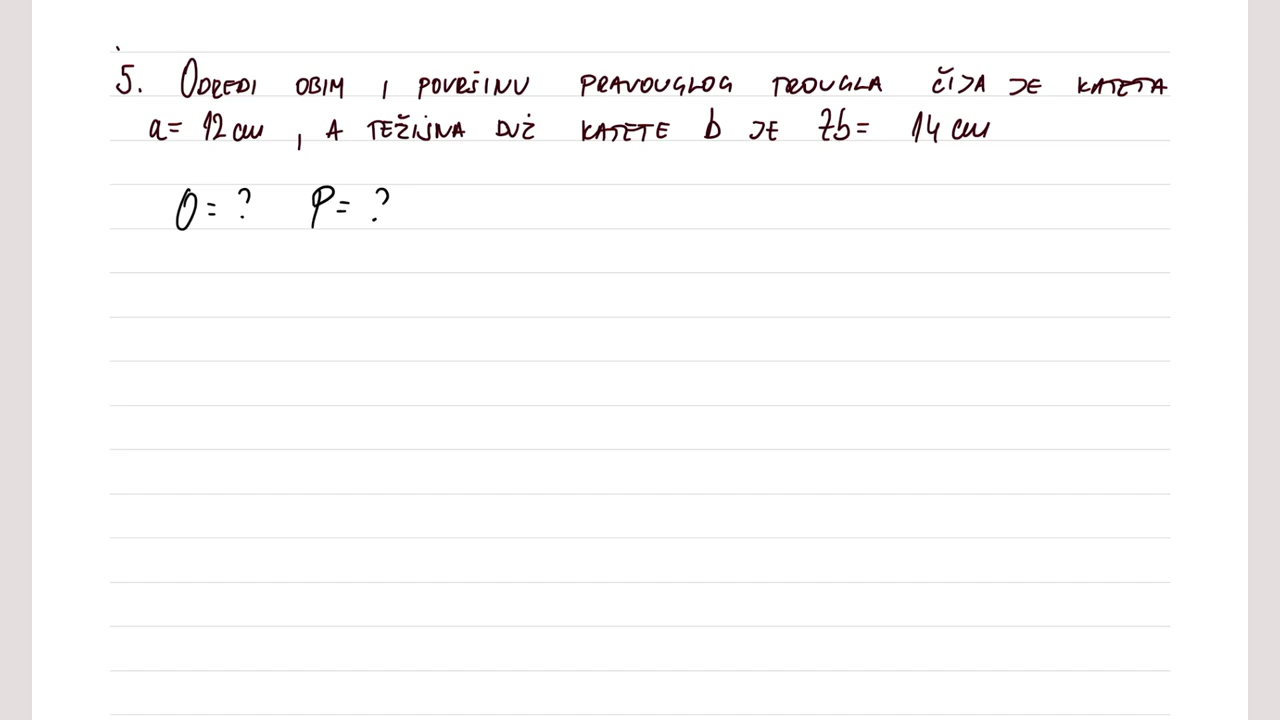 5. ODREDI OBIM I POVRŠINU PRAVOUGLOG TROUGLA ČIJA JE KATETA
a= 12 cm, A TEŽIŠNA DUŽ KATETE b JE tb= 14 cm
O= ? P= ?